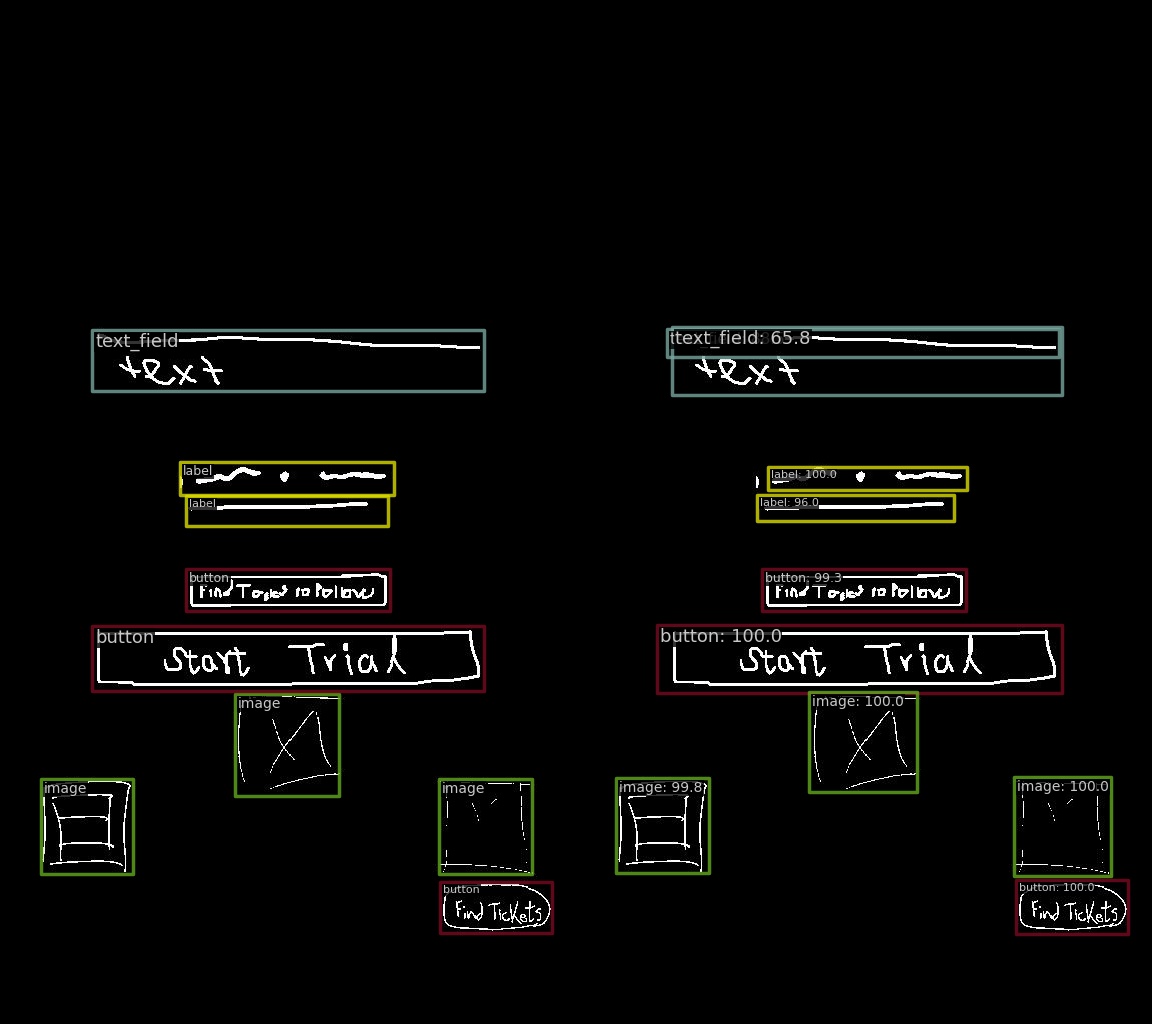 text_field
text
label
label
button
Find Topics to Follow
button
Start Trial
image
image
image
button
Find Tickets
text_field: 65.8
text
label: 100.0
label: 96.0
button: 99.3
Find Topics to Follow
button: 100.0
Start Trial
image: 100.0
image: 99.8
image: 100.0
button: 100.0
Find Tickets